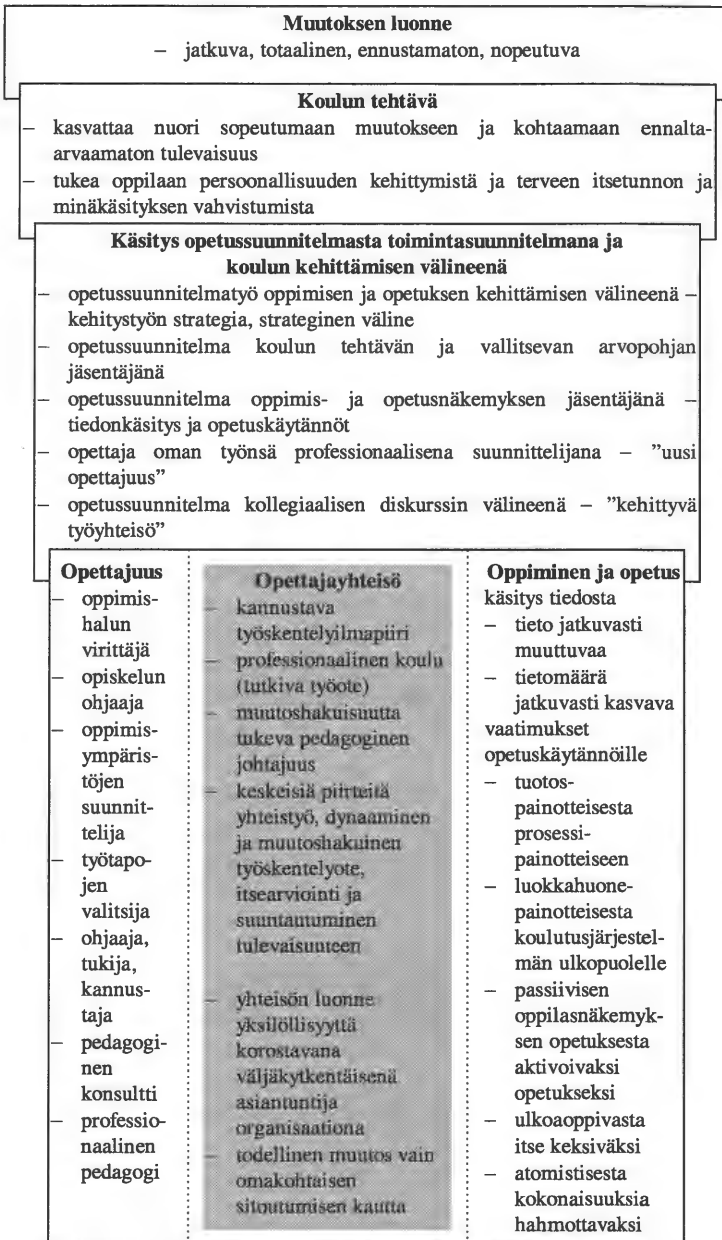 Muutoksen luonne
– jatkuva, totaalinen, ennustamaton, nopeutuva
Koulun tehtävä
– kasvattaa nuori sopeutumaan muutokseen ja kohtaamaan ennalta-
arvaamaton tulevaisuus
– tukea oppilaan persoonallisuuden kehittymistä ja terveen itsetunnon ja
minäkäsityksen vahvistumista
Käsitys opetussuunnitelmasta toimintasuunnitelmana ja
koulun kehittämisen välineenä
– opetussuunnitelmatyö oppimisen ja opetuksen kehittämisen välineenä –
kehitystyön strategia, strateginen väline
– opetussuunnitelma koulun tehtävän ja vallitsevan arvopohjan
jäsentäjänä
– opetussuunnitelma oppimis- ja opetusnäkemyksen jäsentäjänä –
tiedonkäsitys ja opetuskäytännöt
– opettaja oman työnsä professionaalisena suunnittelijana – ”uusi
opettajuus”
– opetussuunnitelma kollegiaalisen diskurssin välineenä – ”kehittyvä
työyhteisö”
Opettajuus
– oppimis-
halun
virittäjä
– opiskelun
ohjaaja
– oppimis-
ympäris-
töjen
suunnit-
telija
– työtapo-
jen
valitsija
– ohjaaja,
tukija,
kannus-
taja
– pedagogi-
nen
konsultti
– professio-
naalinen
pedagogi
Opettajayhteisö
– kannustava
työskentelyilmapiiri
– professionaalinen koulu
(tutkiva työote)
– muutoshakuisuutta
tukeva pedagoginen
johtajuus
– keskeisiä piirteitä
yhteistyö, dynaaminen
ja muutoshakuinen
työskentelyote,
itsearviointi ja
suuntautuminen
tulevaisuuteen
– yhteisön luonne
yksilöllisyyttä
korostavana
väljäkytkentäisenä
asiantuntija
organisaationa
– todellinen muutos vain
omakohtaisen
sitoutumisen kautta
Oppiminen ja opetus
käsitys tiedosta
– tieto jatkuvasti
muuttuvaa
– tietomäärä
jatkuvasti kasvava
vaatimukset
opetuskäytännöille
– tuotos-
painotteisesta
prosessi-
painotteiseen
– luokkahuone-
painotteisesta
koulutusjärjestel-
män ulkopuolelle
– passiivisen
oppilasnäkemyk-
sen opetuksesta
aktivoivaksi
opetukseksi
– ulkoaoppivasta
itse keksiväksi
– atomistisesta
kokonaisuuksia
hahmottavaksi